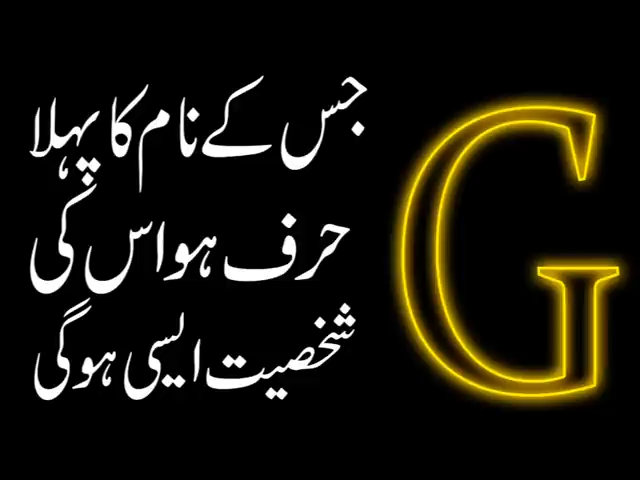 جس کے نام کا پہلا
حرف ہو اس کی
شخصیت ایسی ہوگی
G